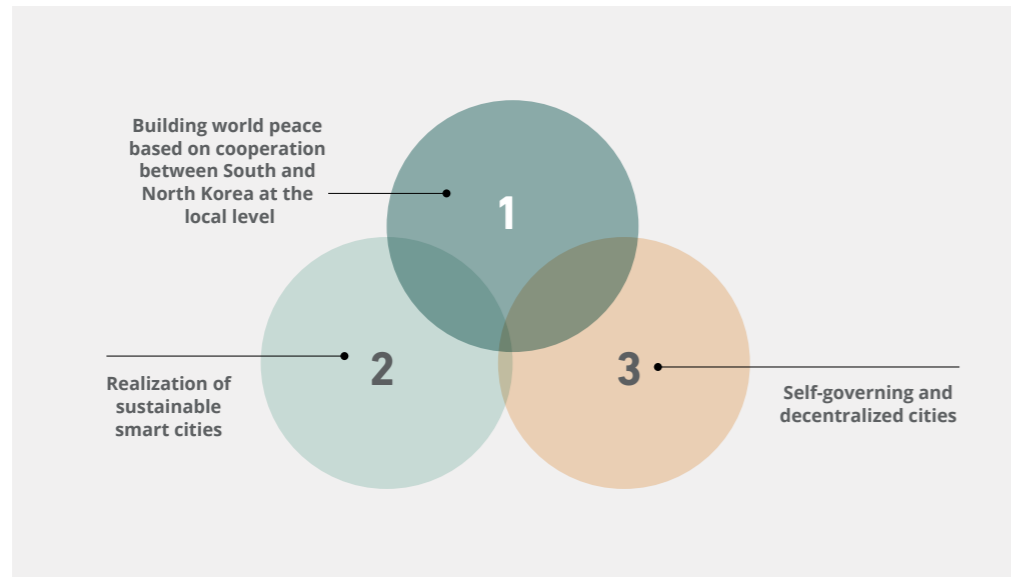 Building world peace
based on cooperation
between South and
North Korea at the
local level
1
2
3
Realization of
sustainable
smart cities
Self-governing and
decentralized cities